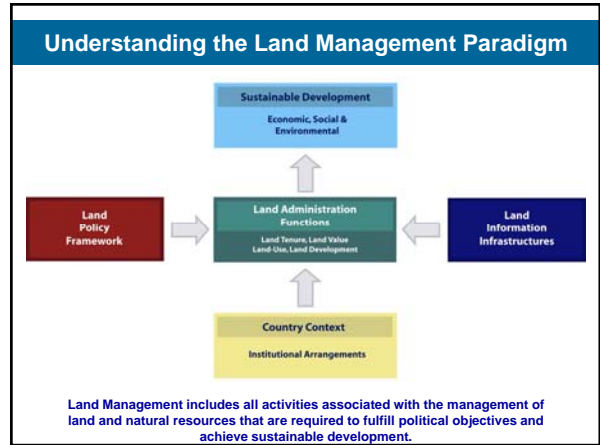 Understanding the Land Management Paradigm
Sustainable Development
Economic, Social &
Environmental
Land
Policy
Framework
Land Administration
Functions
Land Tenure, Land Value
Land-Use, Land Development
Land
Information
Infrastructures
Country Context
Institutional Arrangements
Land Management includes all activities associated with the management of
land and natural resources that are required to fulfill political objectives and
achieve sustainable development.